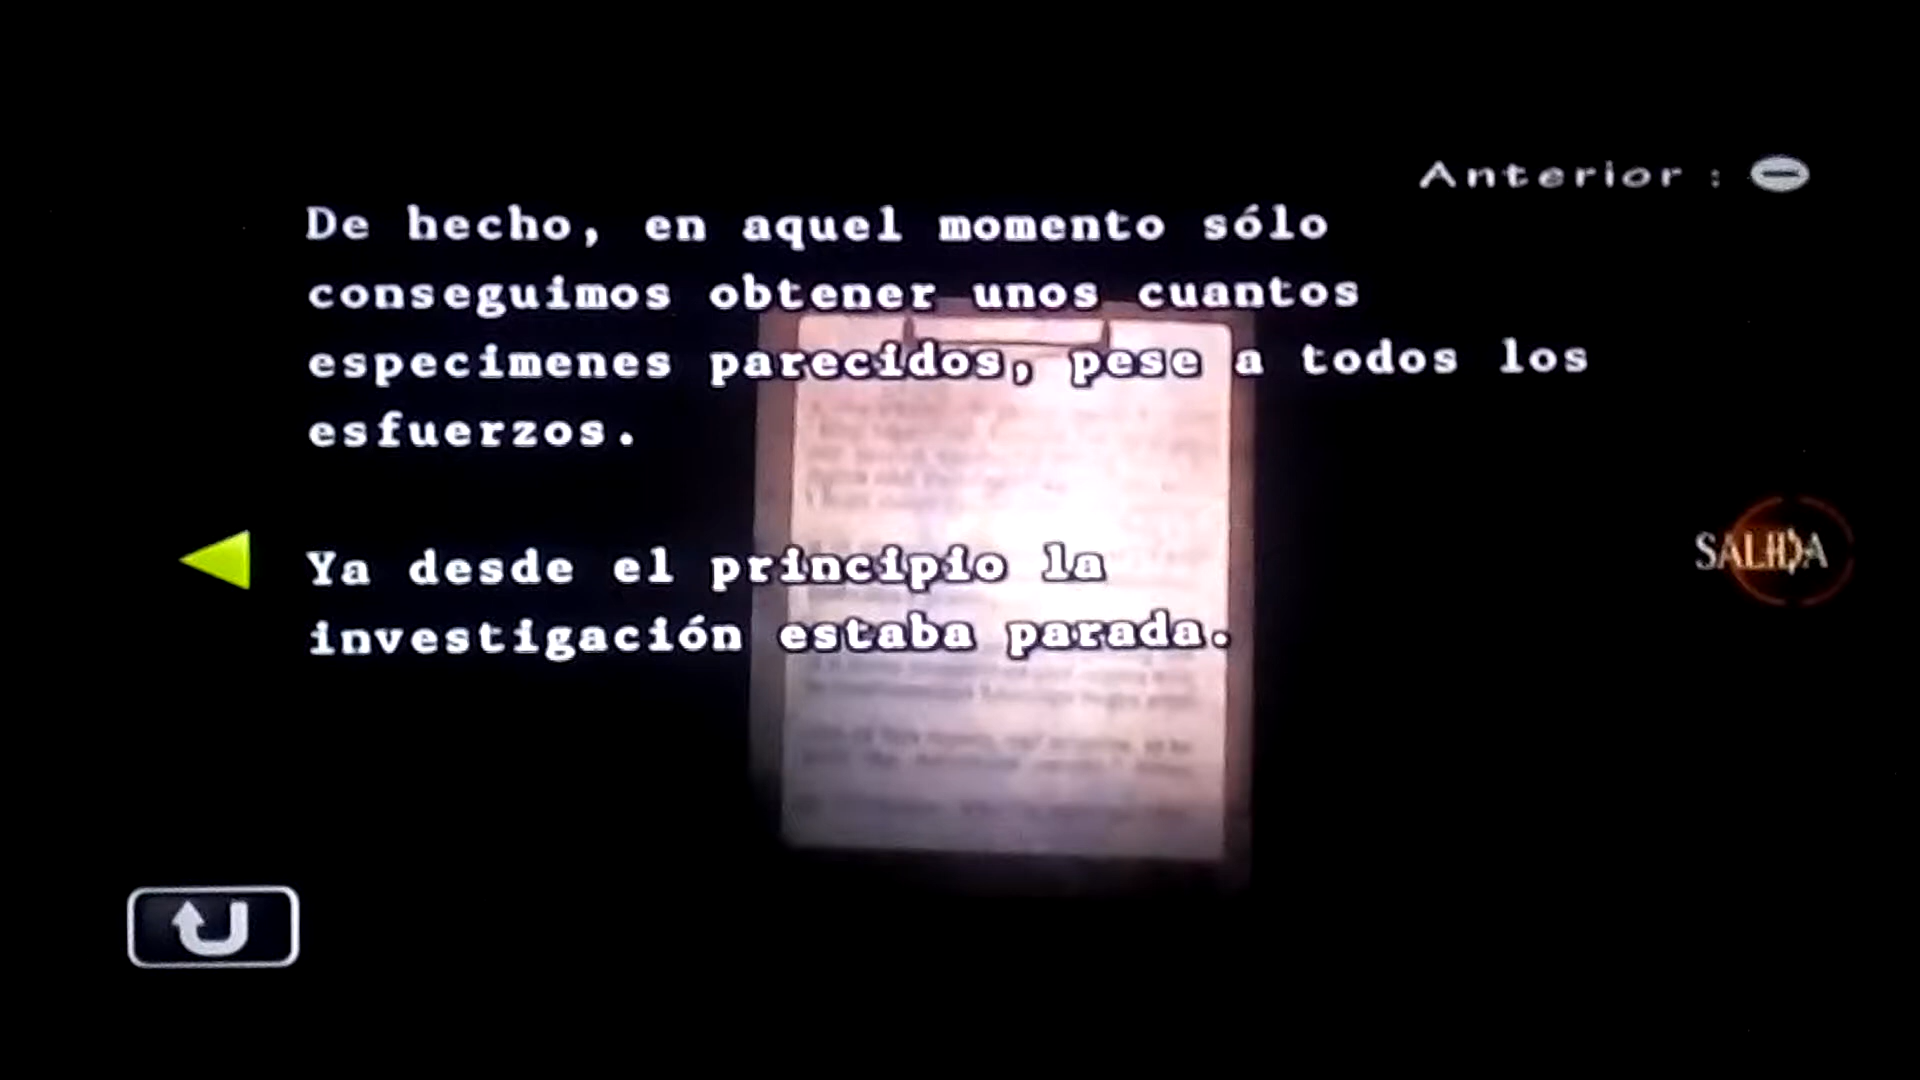 Anterior :
De hecho, en aquel momento sólo
conseguimos obtener unos cuantos
especímenes parecidos, pese a todos los
esfuerzos.
Ya desde el principio la
investigación estaba parada.
SALIDA